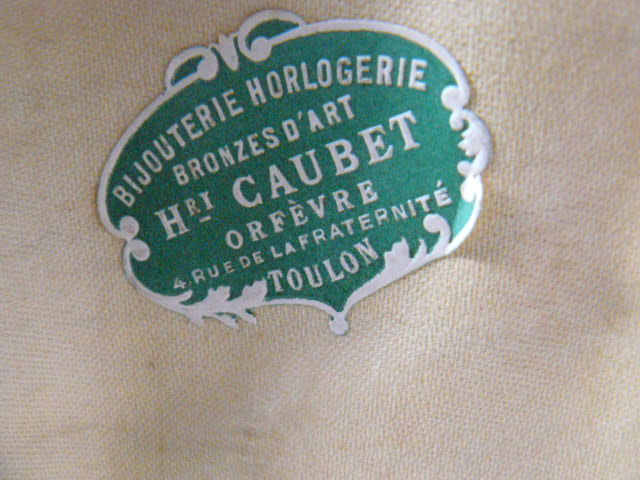 BIJOUTERIE HORLOGERIE
BRONZES D'ART
HRI CAUBET
ORFÈVRE
4, RUE DE LA FRATERNITÉ
TOULON